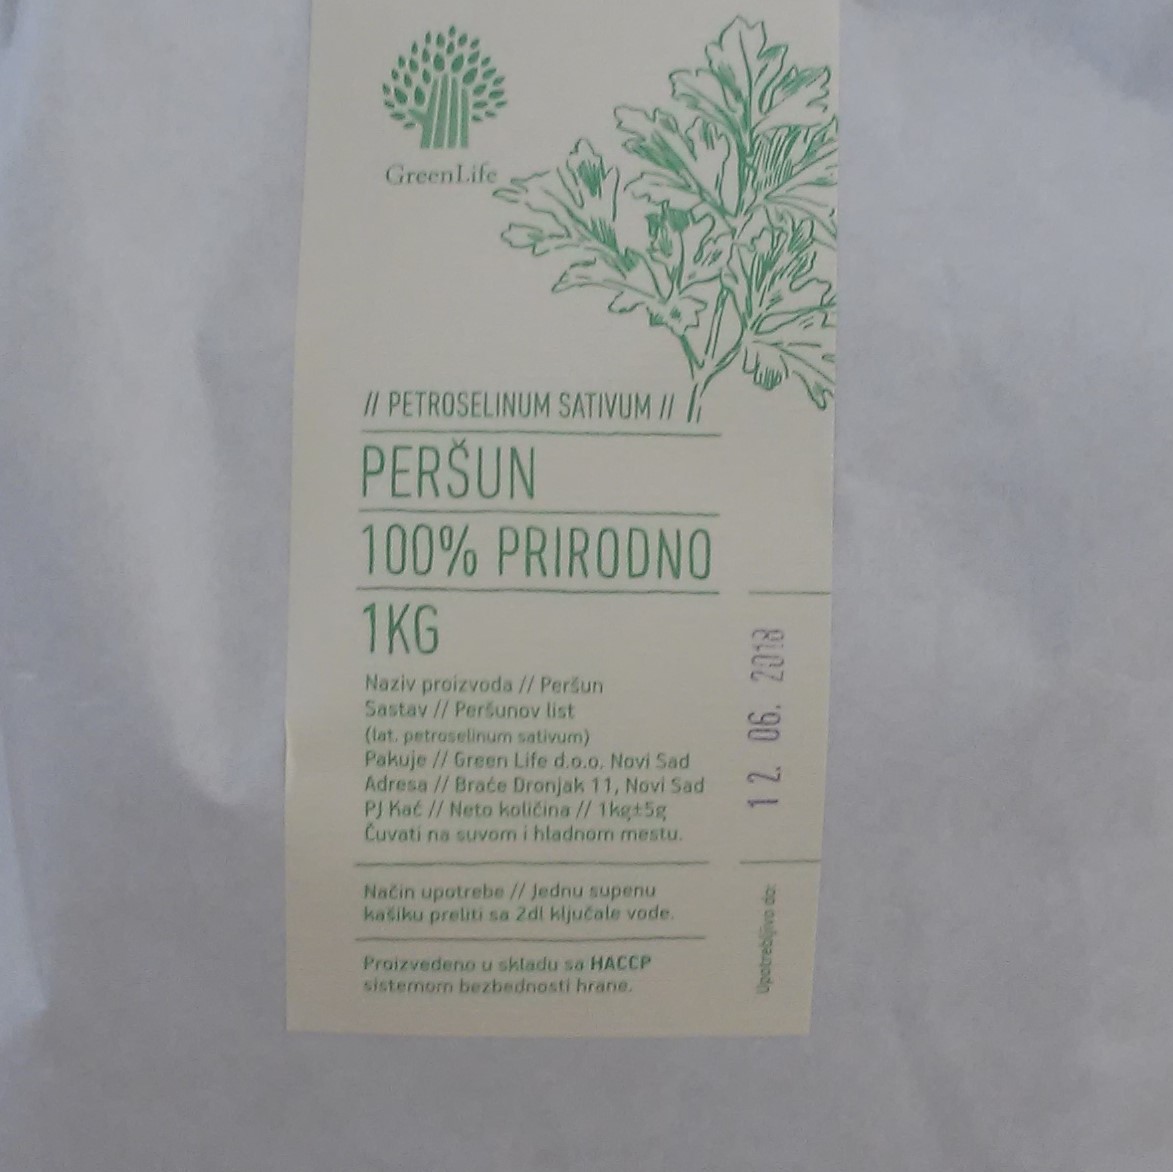 GreenLife
// PETROSELINUM SATIVUM //
PERŠUN
100% PRIRODNO
1KG
Naziv proizvoda // Peršun
Sastav // Peršunov list
(lat. petroselinum sativum)
Pakuje // Green Life d.o.o. Novi Sad
Adresa // Braće Dronjak 11, Novi Sad
PJ Kać // Neto količina // 1kg±5g
Čuvati na suvom i hladnom mestu.
Način upotrebe // Jednu supenu
kašiku preliti sa 2dl ključale vode.
Proizvedeno u skladu sa HACCP
sistemom bezbednosti hrane.
Upotrebljivo do:
12. 06. 2018